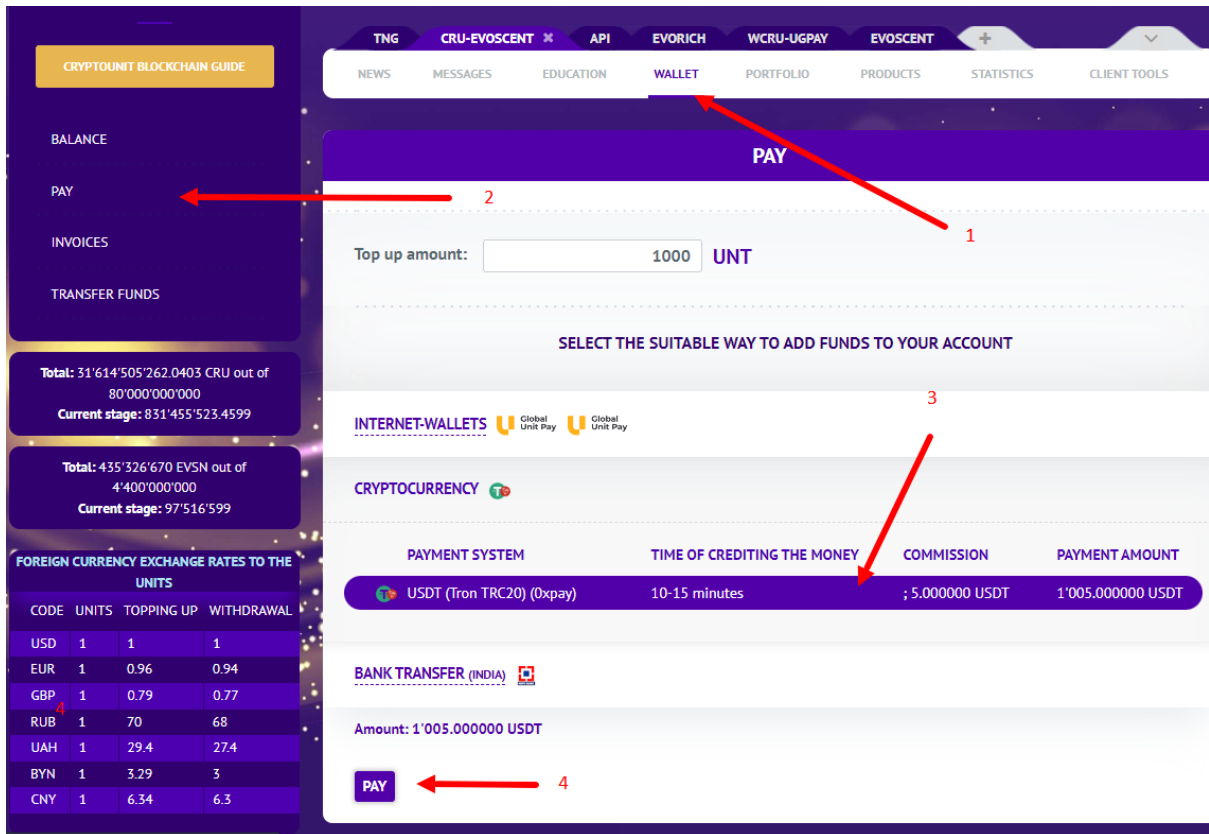 CRYPTOUNIT BLOCKCHAIN GUIDE
BALANCE
PAY
INVOICES
TRANSFER FUNDS
Total: 31'614'505'262.0403 CRU out of
80'000'000'000
Current stage: 831'455'523.4599
Total: 435'326'670 EVSN out of
4'400'000'000
Current stage: 97'516'599
FOREIGN CURRENCY EXCHANGE RATES TO THE
UNITS
CODE UNITS TOPPING UP WITHDRAWAL
USD 1 1 1
EUR 1 0.96 0.94
GBP 1 0.79 0.77
4
RUB 1 70 68
UAH 1 29.4 27.4
BYN 1 3.29 3
CNY 1 6.34 6.3
TNG CRU-EVOSCENT × API EVORICH WCRU-UGPAY EVOSCENT +
NEWS MESSAGES EDUCATION WALLET PORTFOLIO PRODUCTS STATISTICS CLIENT TOOLS
PAY
2
1
Top up amount: 1000 UNT
SELECT THE SUITABLE WAY TO ADD FUNDS TO YOUR ACCOUNT
3
INTERNET-WALLETS Global Unit Pay Global Unit Pay
CRYPTOCURRENCY
PAYMENT SYSTEM TIME OF CREDITING THE MONEY COMMISSION PAYMENT AMOUNT
USDT (Tron TRC20) (0xpay) 10-15 minutes ; 5.000000 USDT 1'005.000000 USDT
BANK TRANSFER (INDIA)
Amount: 1'005.000000 USDT
PAY
4